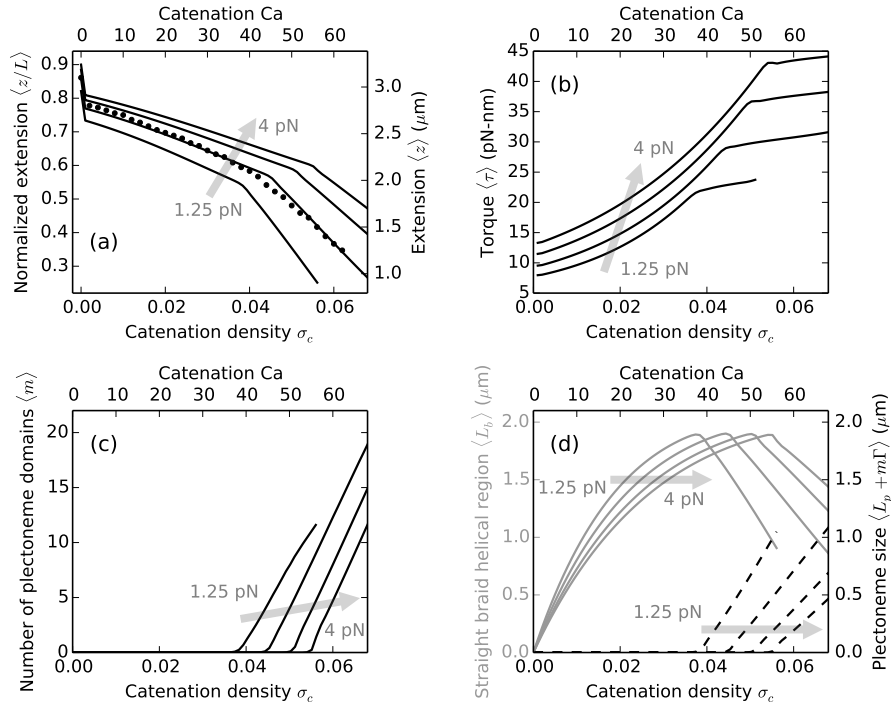 Catenation Ca
0 10 20 30 40 50 60
Normalized extension ⟨z/L⟩
0.9
0.8
0.7
0.6
0.5
0.4
0.3
3.0
2.5
2.0
1.5
1.0
Extension ⟨z⟩ (μm)
4 pN
1.25 pN
(a)
0.00 0.02 0.04 0.06
Catenation density σ_c
Catenation Ca
0 10 20 30 40 50 60
Torque ⟨τ⟩ (pN-nm)
45
40
35
30
25
20
15
10
5
(b)
4 pN
1.25 pN
0.00 0.02 0.04 0.06
Catenation density σ_c
Catenation Ca
0 10 20 30 40 50 60
Number of plectoneme domains ⟨m⟩
20
15
10
5
0
(c)
1.25 pN
4 pN
0.00 0.02 0.04 0.06
Catenation density σ_c
Catenation Ca
0 10 20 30 40 50 60
Straight braid helical region ⟨L_b⟩ (μm)
2.0
1.5
1.0
0.5
0.0
(d)
1.25 pN
4 pN
1.25 pN
2.0
1.5
1.0
0.5
0.0
Plectoneme size ⟨L_p + mΓ⟩ (μm)
0.00 0.02 0.04 0.06
Catenation density σ_c